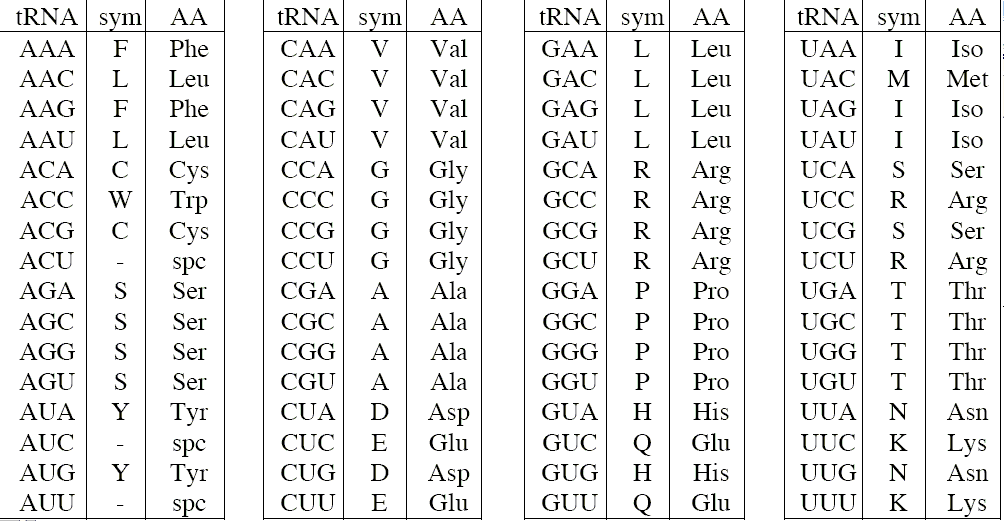 tRNA sym AA tRNA sym AA tRNA sym AA tRNA sym AA
AAA F Phe CAA V Val GAA L Leu UAA I Iso
AAC L Leu CAC V Val GAC L Leu UAC M Met
AAG F Phe CAG V Val GAG L Leu UAG I Iso
AAU L Leu CAU V Val GAU L Leu UAU I Iso
ACA C Cys CCA G Gly GCA R Arg UCA S Ser
ACC W Trp CCC G Gly GCC R Arg UCC R Arg
ACG C Cys CCG G Gly GCG R Arg UCG S Ser
ACU - spc CCU G Gly GCU R Arg UCU R Arg
AGA S Ser CGA A Ala GGA P Pro UGA T Thr
AGC S Ser CGC A Ala GGC P Pro UGC T Thr
AGG S Ser CGG A Ala GGG P Pro UGG T Thr
AGU S Ser CGU A Ala GGU P Pro UGU T Thr
AUA Y Tyr CUA D Asp GUA H His UUA N Asn
AUC - spc CUC E Glu GUC Q Glu UUC K Lys
AUG Y Tyr CUG D Asp GUG H His UUG N Asn
AUU - spc CUU E Glu GUU Q Glu UUU K Lys